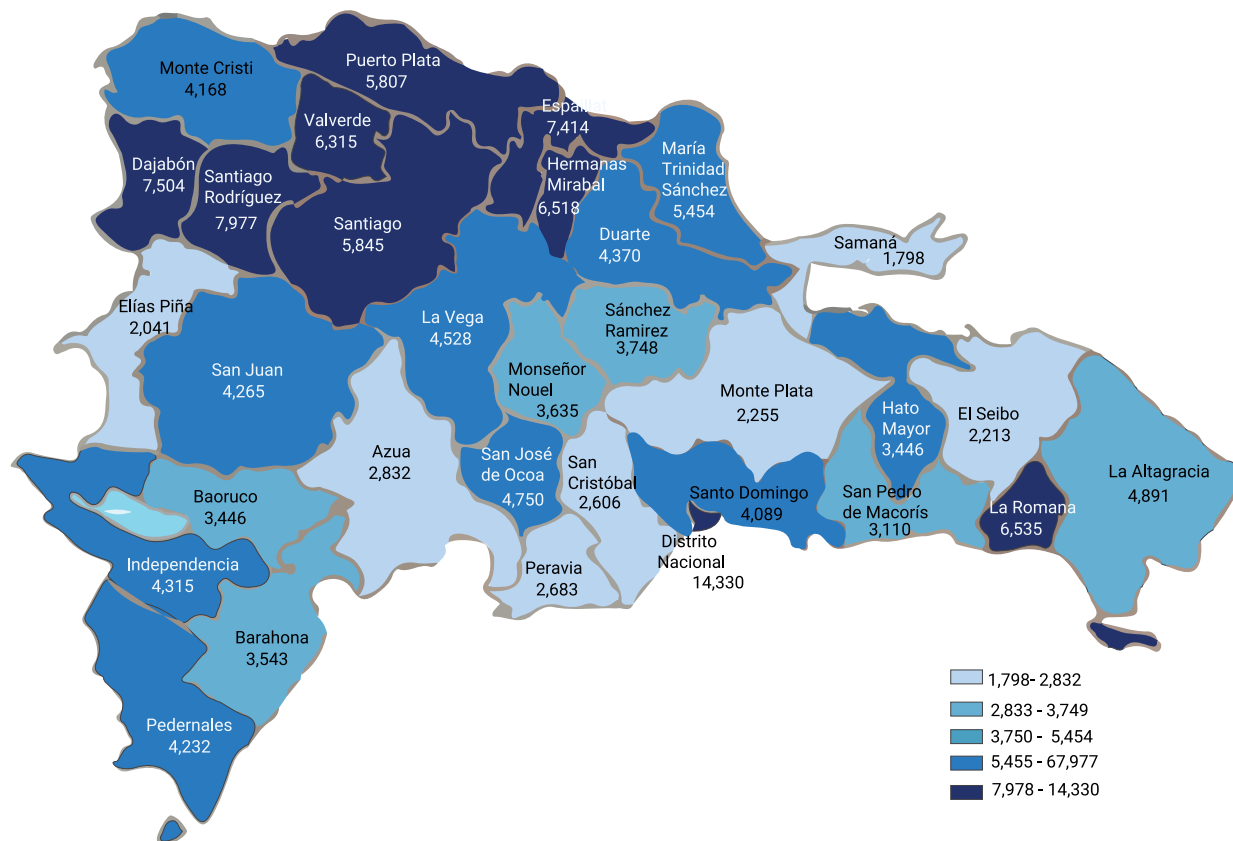 Monte Cristi
4,168
Puerto Plata
5,807
Valverde
6,315
Espaillat
7,414
Dajabón
7,504
Santiago
Rodríguez
7,977
Santiago
5,845
Hermanas
Mirabal
6,518
María
Trinidad
Sánchez
5,454
Duarte
4,370
Samaná
1,798
Elías Piña
2,041
San Juan
4,265
La Vega
4,528
Sánchez
Ramirez
3,748
Monseñor
Nouel
3,635
Monte Plata
2,255
Hato
Mayor
3,446
El Seibo
2,213
La Altagracia
4,891
Azua
2,832
San José
de Ocoa
4,750
San
Cristóbal
2,606
Santo Domingo
4,089
San Pedro
de Macorís
3,110
La Romana
6,535
Baoruco
3,446
Independencia
4,315
Peravia
2,683
Distrito
Nacional
14,330
Barahona
3,543
Pedernales
4,232
1,798- 2,832
2,833 - 3,749
3,750 - 5,454
5,455 - 67,977
7,978 - 14,330